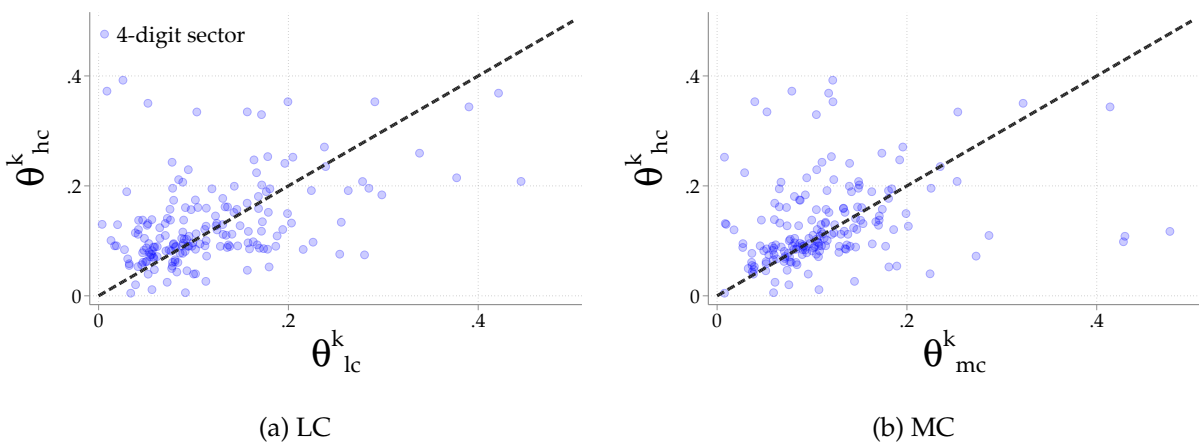 4-digit sector
θ^k_hc
.4
.2
0
0 .2 .4
θ^k_lc
(a) LC
θ^k_hc
.4
.2
0
0 .2 .4
θ^k_mc
(b) MC